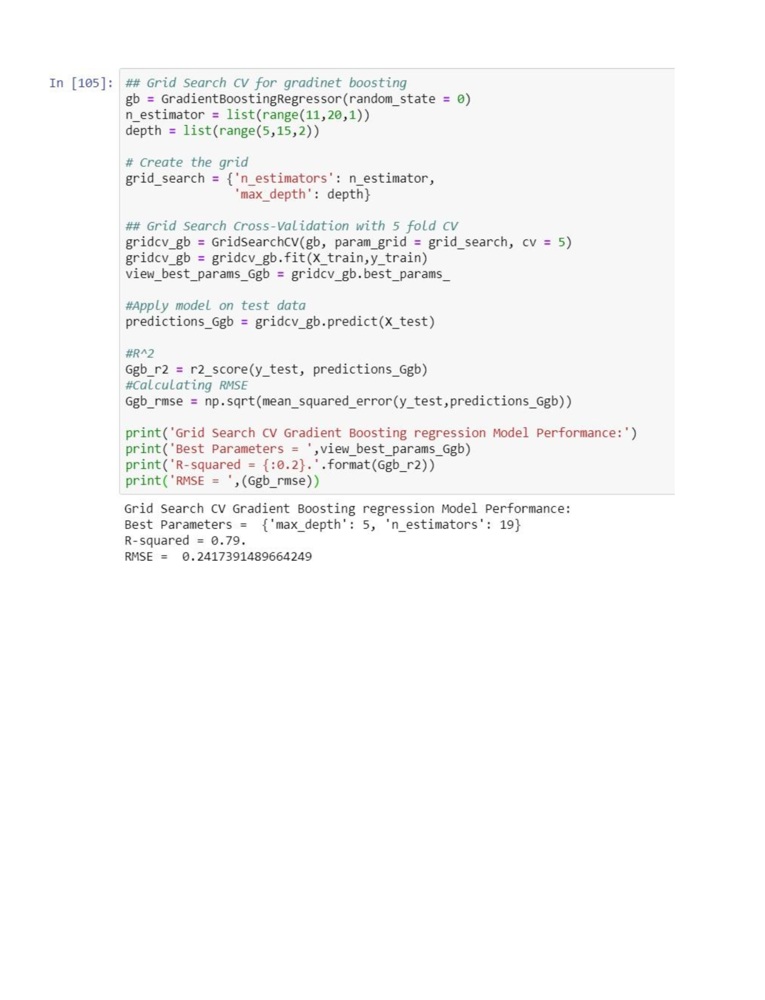 In [105]: ## Grid Search CV for gradinet boosting
gb = GradientBoostingRegressor(random_state = 0)
n_estimator = list(range(11,20,1))
depth = list(range(5,15,2))
# Create the grid
grid_search = {'n_estimators': n_estimator,
'max_depth': depth}
## Grid Search Cross-Validation with 5 fold CV
gridcv_gb = GridSearchCV(gb, param_grid = grid_search, cv = 5)
gridcv_gb = gridcv_gb.fit(X_train,y_train)
view_best_params_Ggb = gridcv_gb.best_params_
#Apply model on test data
predictions_Ggb = gridcv_gb.predict(X_test)
#R^2
Ggb_r2 = r2_score(y_test, predictions_Ggb)
#Calculating RMSE
Ggb_rmse = np.sqrt(mean_squared_error(y_test,predictions_Ggb))
print('Grid Search CV Gradient Boosting regression Model Performance:')
print('Best Parameters = ',view_best_params_Ggb)
print('R-squared = {:0.2}.'.format(Ggb_r2))
print('RMSE = ',(Ggb_rmse))
Grid Search CV Gradient Boosting regression Model Performance:
Best Parameters =  {'max_depth': 5, 'n_estimators': 19}
R-squared = 0.79.
RMSE =  0.2417391489664249